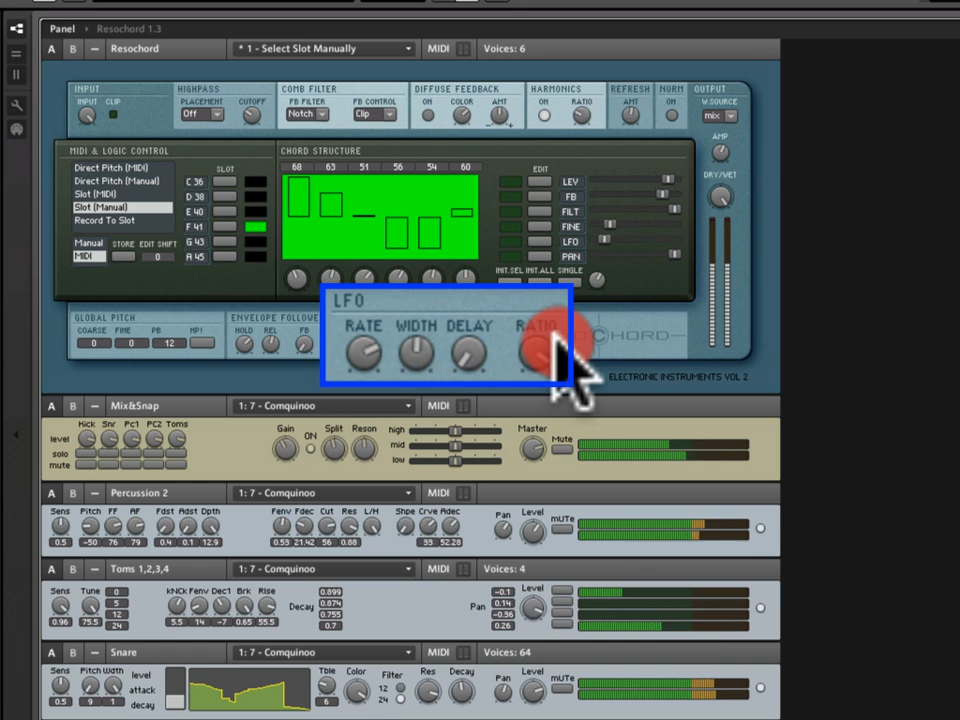 Panel › Resochord 1.3
A B – Resochord * 1 - Select Slot Manually MIDI Voices: 6
INPUT HIGHPASS COMB FILTER DIFFUSE FEEDBACK HARMONICS REFRESH NORM OUTPUT
INPUT CLIP PLACEMENT CUTOFF FB FILTER FB CONTROL ON COLOR AMT ON RATIO AMT ON W.SOURCE
Off Notch Clip mix
AMP
DRY/WET
MIDI & LOGIC CONTROL CHORD STRUCTURE
Direct Pitch (MIDI) SLOT 68 63 51 56 54 60 EDIT
Direct Pitch (Manual) C 36 LEV
Slot (MIDI) D 38 FB
Slot (Manual) E 40 FILT
Record To Slot F 41 FINE
Manual STORE EDIT SHIFT G 43 LFO
MIDI 0 A 45 PAN
INIT.SEL INIT.ALL SINGLE
LFO
RATE WIDTH DELAY RATIO
GLOBAL PITCH ENVELOPE FOLLOWE
COARSE FINE PB MP! HOLD REL FB
0 0 12
CHORD
ELECTRONIC INSTRUMENTS VOL 2
A B – Mix&Snap 1: 7 - Comquinoo MIDI
Kick Snr Pc1 PC2 Toms Gain ON Split Reson high Master Mute
level mid
solo low
mute
A B – Percussion 2 1: 7 - Comquinoo MIDI
Sens Pitch FF AF Fdst Adst Dpth Fenv Fdec Cut Res L/H Shpe Crve Adec Pan Level mUTe
0.5 -50 76 79 0.4 0.1 12.9 0.53 21.42 56 0.88 33 52.28
A B – Toms 1,2,3,4 1: 7 - Comquinoo MIDI Voices: 4
Sens Tune 0 kNCk Fenv Dec1 Brk Rise Decay 0.899 Pan -0.1 Level
5 0.874 0.14
12 0.755 -0.36
0.96 75.5 24 5.5 14 -7 0.65 55.5 0.7 0.26
A B – Snare 1: 7 - Comquinoo MIDI Voices: 64
Sens Pitch Wdth level Tble Color Filter Res Decay Pan Level mUTe
attack 12
decay 24
0.5 9 1 6